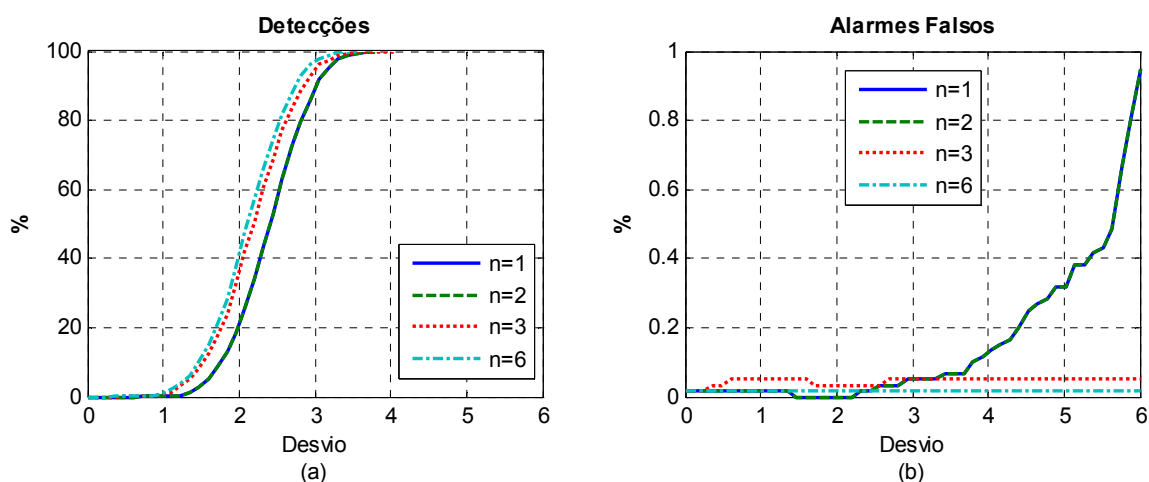 Detecções
100
80
60
40
20
0
%
0 1 2 3 4 5 6
Desvio
(a)
n=1
n=2
n=3
n=6
Alarmes Falsos
1
0.8
0.6
0.4
0.2
0
%
0 1 2 3 4 5 6
Desvio
(b)
n=1
n=2
n=3
n=6